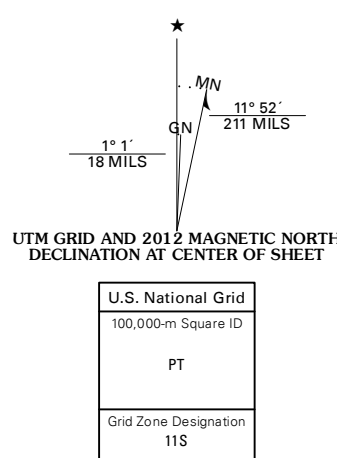 ★
MN
GN
11° 52´
211 MILS
1° 1´
18 MILS
UTM GRID AND 2012 MAGNETIC NORTH
DECLINATION AT CENTER OF SHEET
U.S. National Grid
100,000-m Square ID
PT
Grid Zone Designation
11S